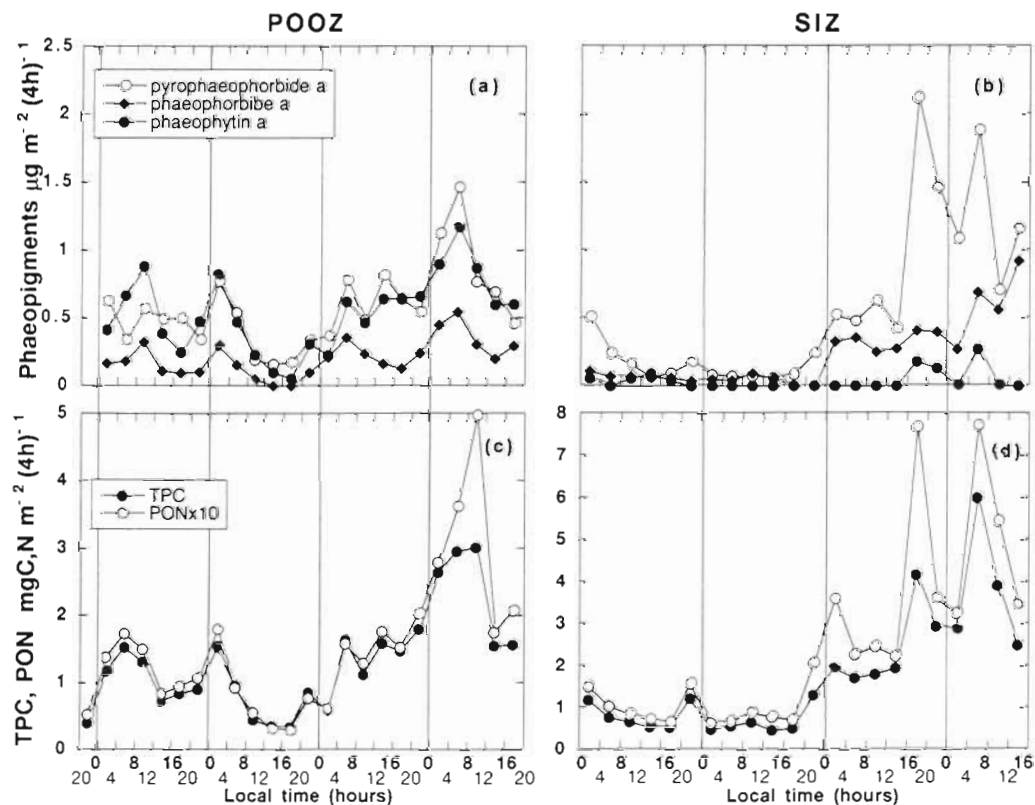 POOZ
SIZ
Phaeopigments µg m⁻² (4h)⁻¹
2.5
2
1.5
1
0.5
0
pyrophaeophorbide a
phaeophorbibe a
phaeophytin a
(a)
(b)
TPC, PON mgC,N m⁻² (4h)⁻¹
5
4
3
2
1
0
TPC
PONx10
(c)
8
7
6
5
4
3
2
1
0
(d)
0 8 16 0 8 16 0 8 16 0 8 16
20 4 12 20 4 12 20 4 12 20 4 12 20
Local time (hours)
0 8 16 0 8 16 0 8 16 0 8 16
4 12 20 4 12 20 4 12 20 4 12
Local time (hours)